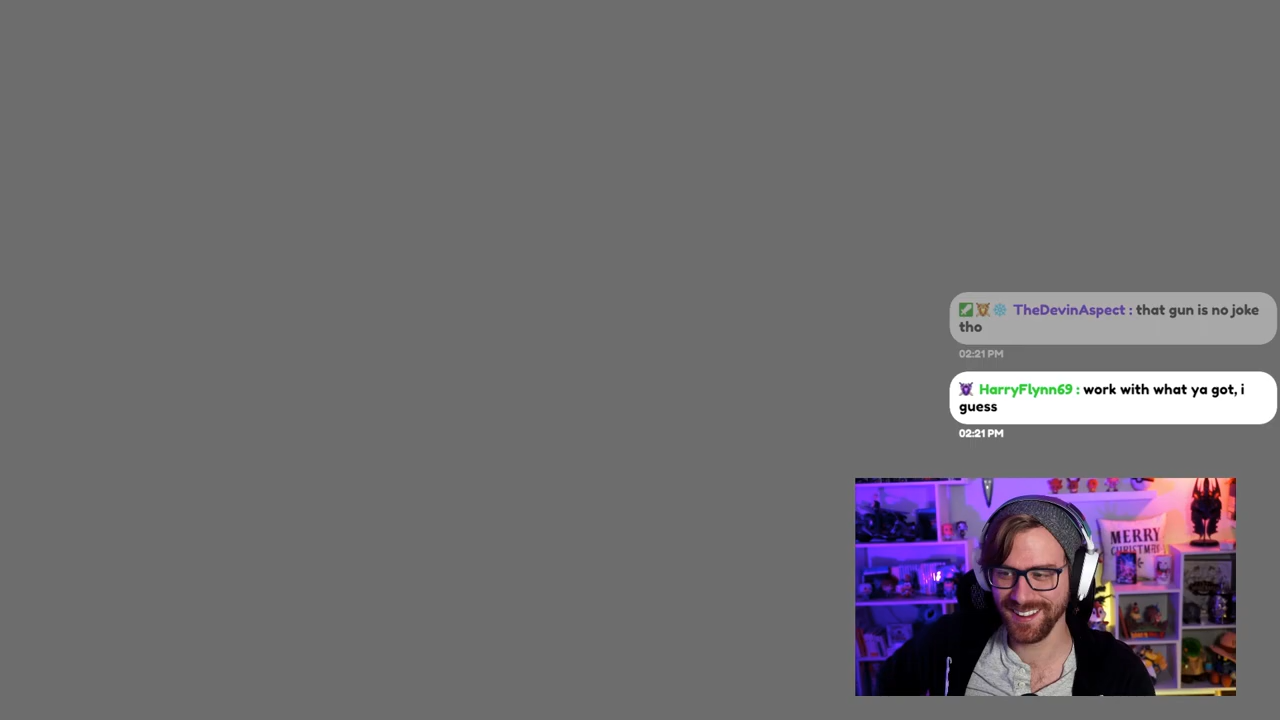 TheDevinAspect : that gun is no joke
tho
02:21 PM
HarryFlynn69 : work with what ya got, i
guess
02:21 PM
MERRY
CHRISTMAS